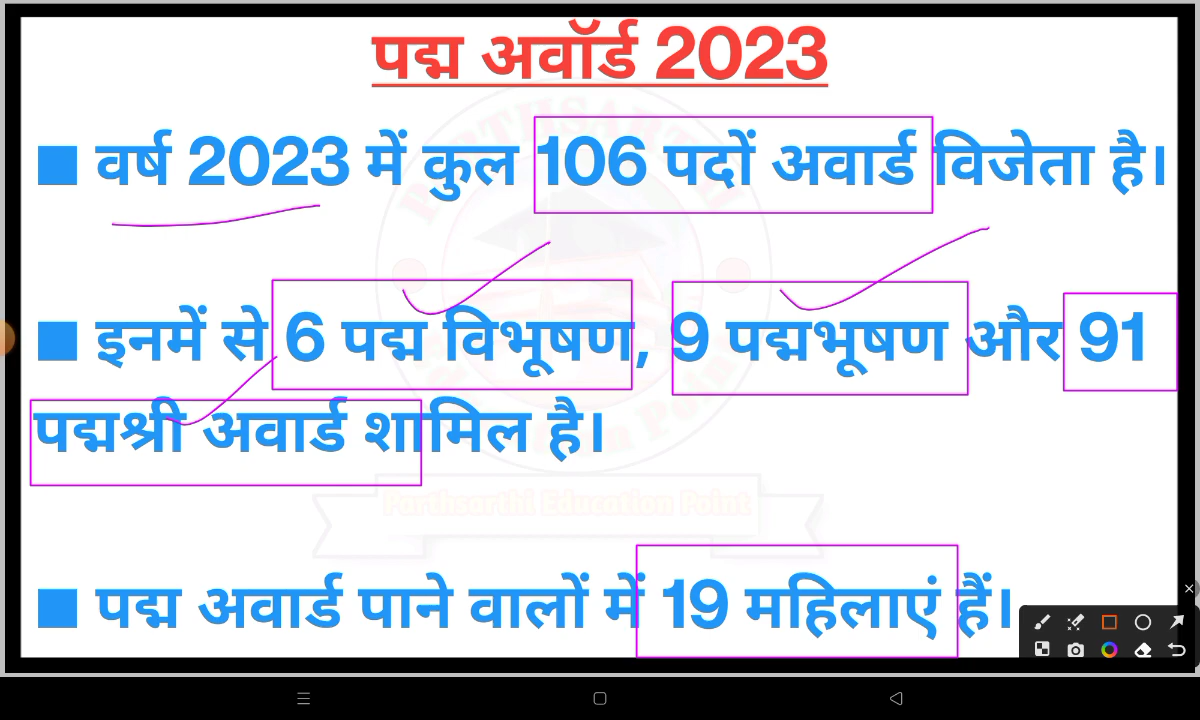 पद्म अवॉर्ड 2023
■ वर्ष 2023 में कुल 106 पदों अवार्ड विजेता है।
■ इनमें से 6 पद्म विभूषण, 9 पद्मभूषण और 91
पद्मश्री अवार्ड शामिल है।
Parthsarthi Education Point
■ पद्म अवार्ड पाने वालों में 19 महिलाएं हैं।